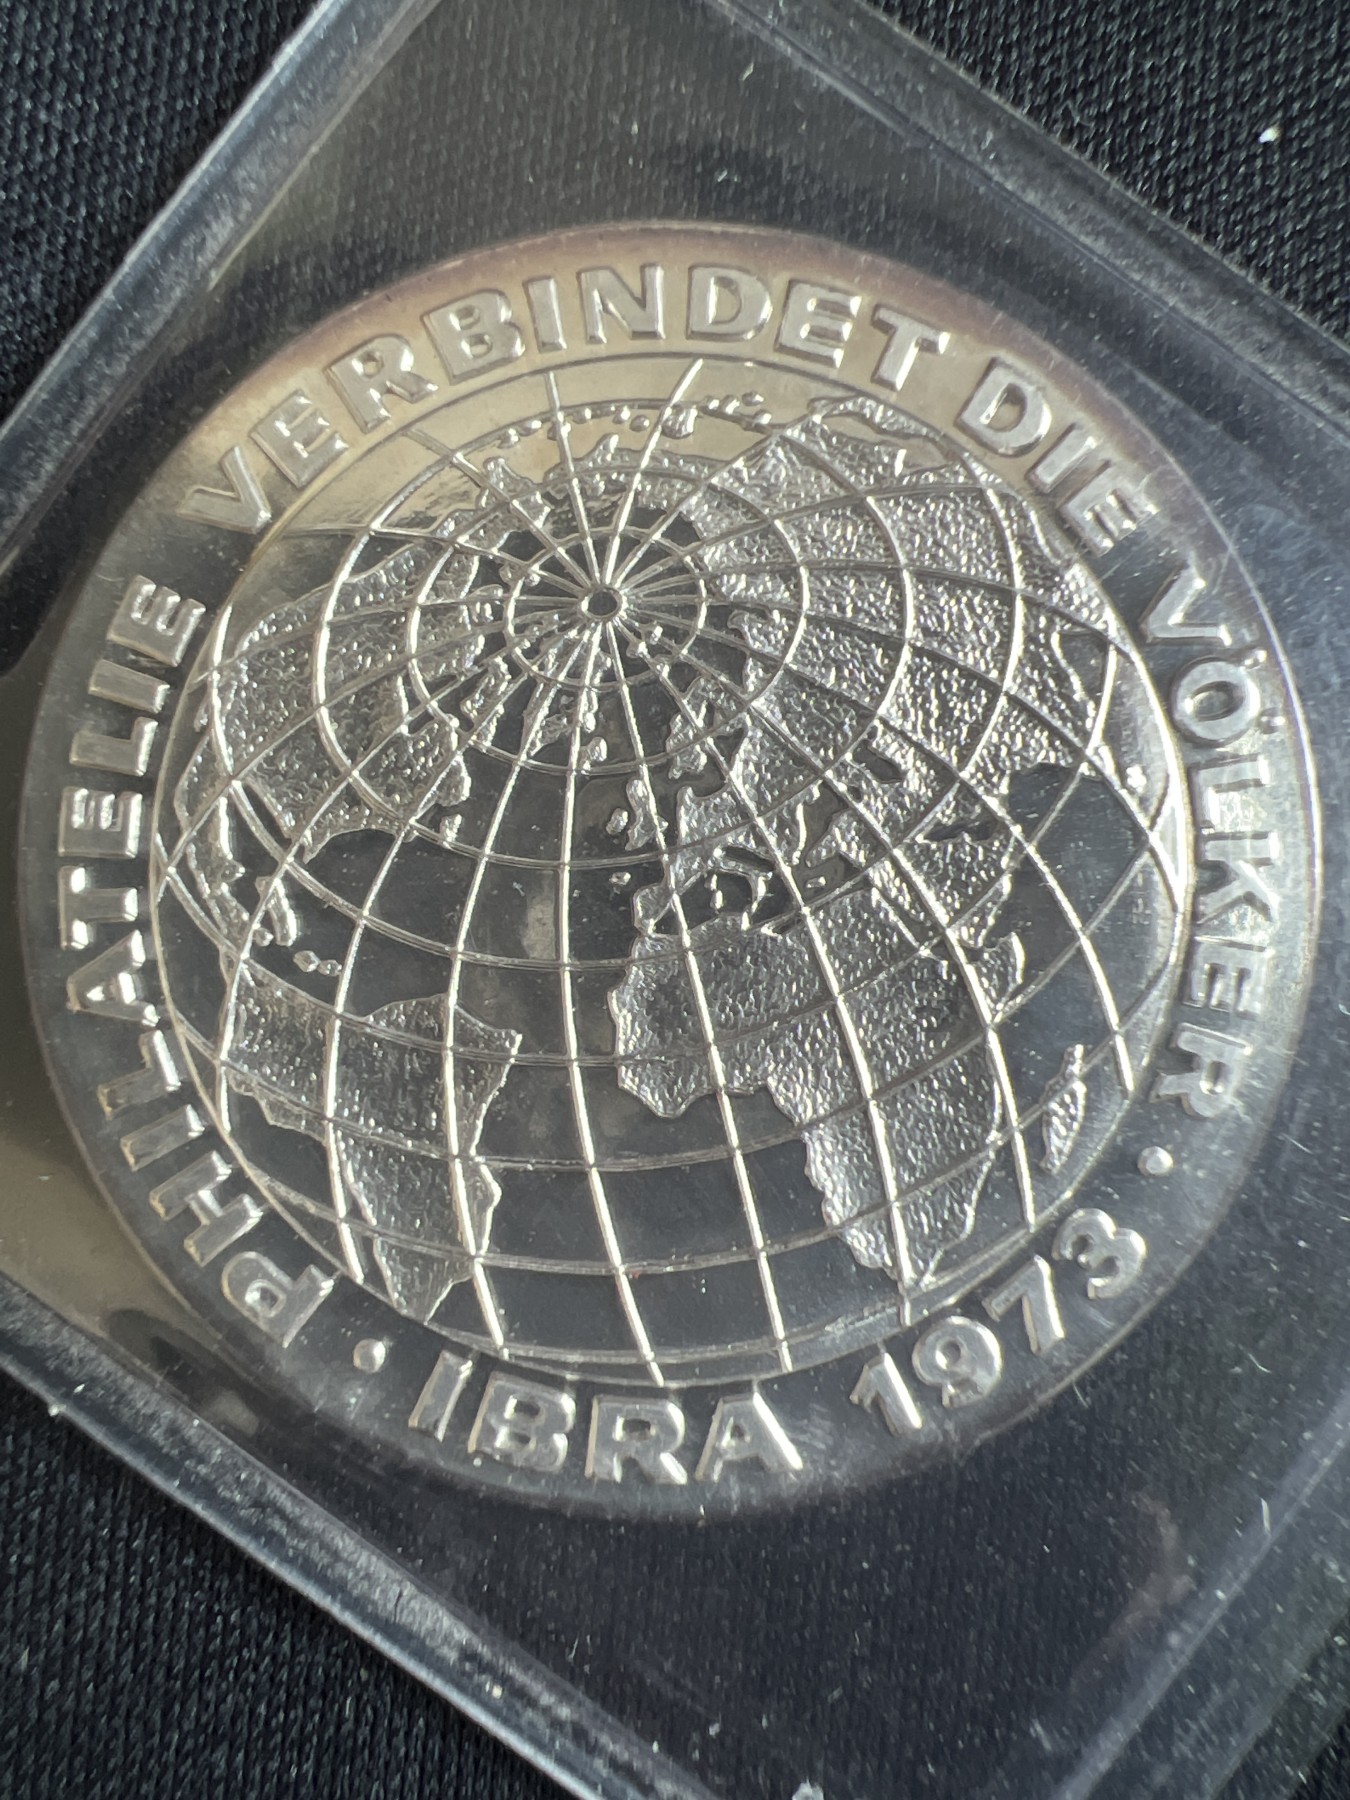 PHILATELIE VERBINDET DIE VÖLKER
· IBRA 1973 ·